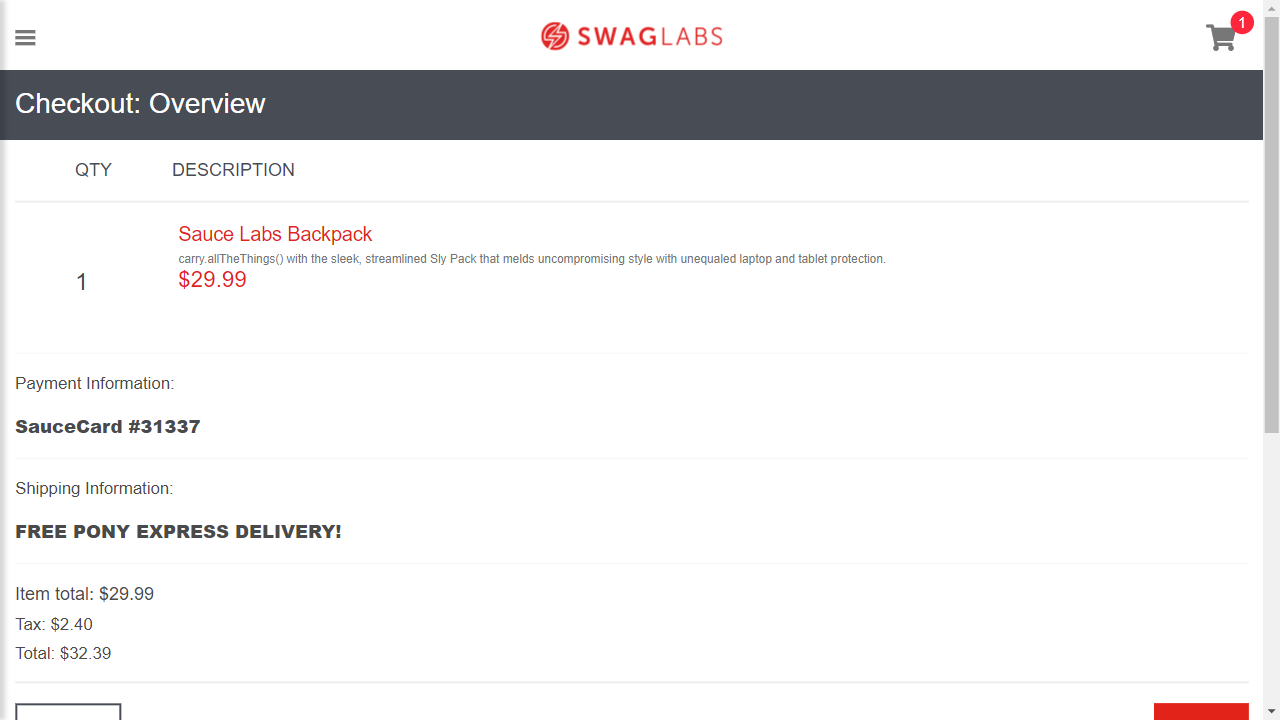 SWAGLABS
1
Checkout: Overview
QTY DESCRIPTION
Sauce Labs Backpack
carry.allTheThings() with the sleek, streamlined Sly Pack that melds uncompromising style with unequaled laptop and tablet protection.
1
$29.99
Payment Information:
SauceCard #31337
Shipping Information:
FREE PONY EXPRESS DELIVERY!
Item total: $29.99
Tax: $2.40
Total: $32.39